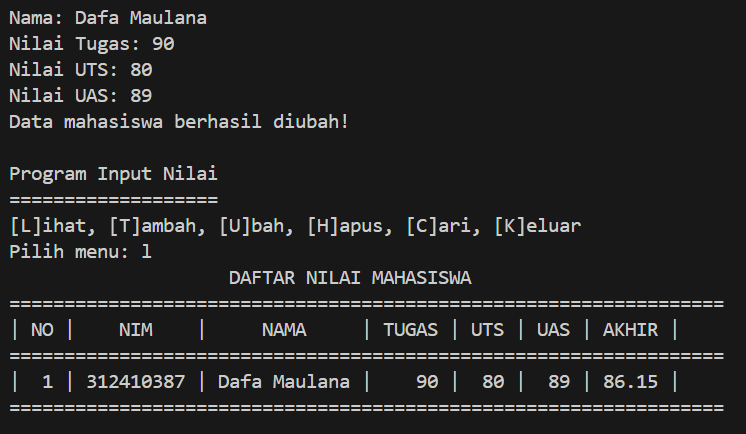 Nama: Dafa Maulana
Nilai Tugas: 90
Nilai UTS: 80
Nilai UAS: 89
Data mahasiswa berhasil diubah!

Program Input Nilai
===================
[L]ihat, [T]ambah, [U]bah, [H]apus, [C]ari, [K]eluar
Pilih menu: l
                    DAFTAR NILAI MAHASISWA
=================================================================
| NO |    NIM    |     NAMA     | TUGAS | UTS | UAS | AKHIR |
=================================================================
|  1 | 312410387 | Dafa Maulana |    90 |  80 |  89 | 86.15 |
=================================================================